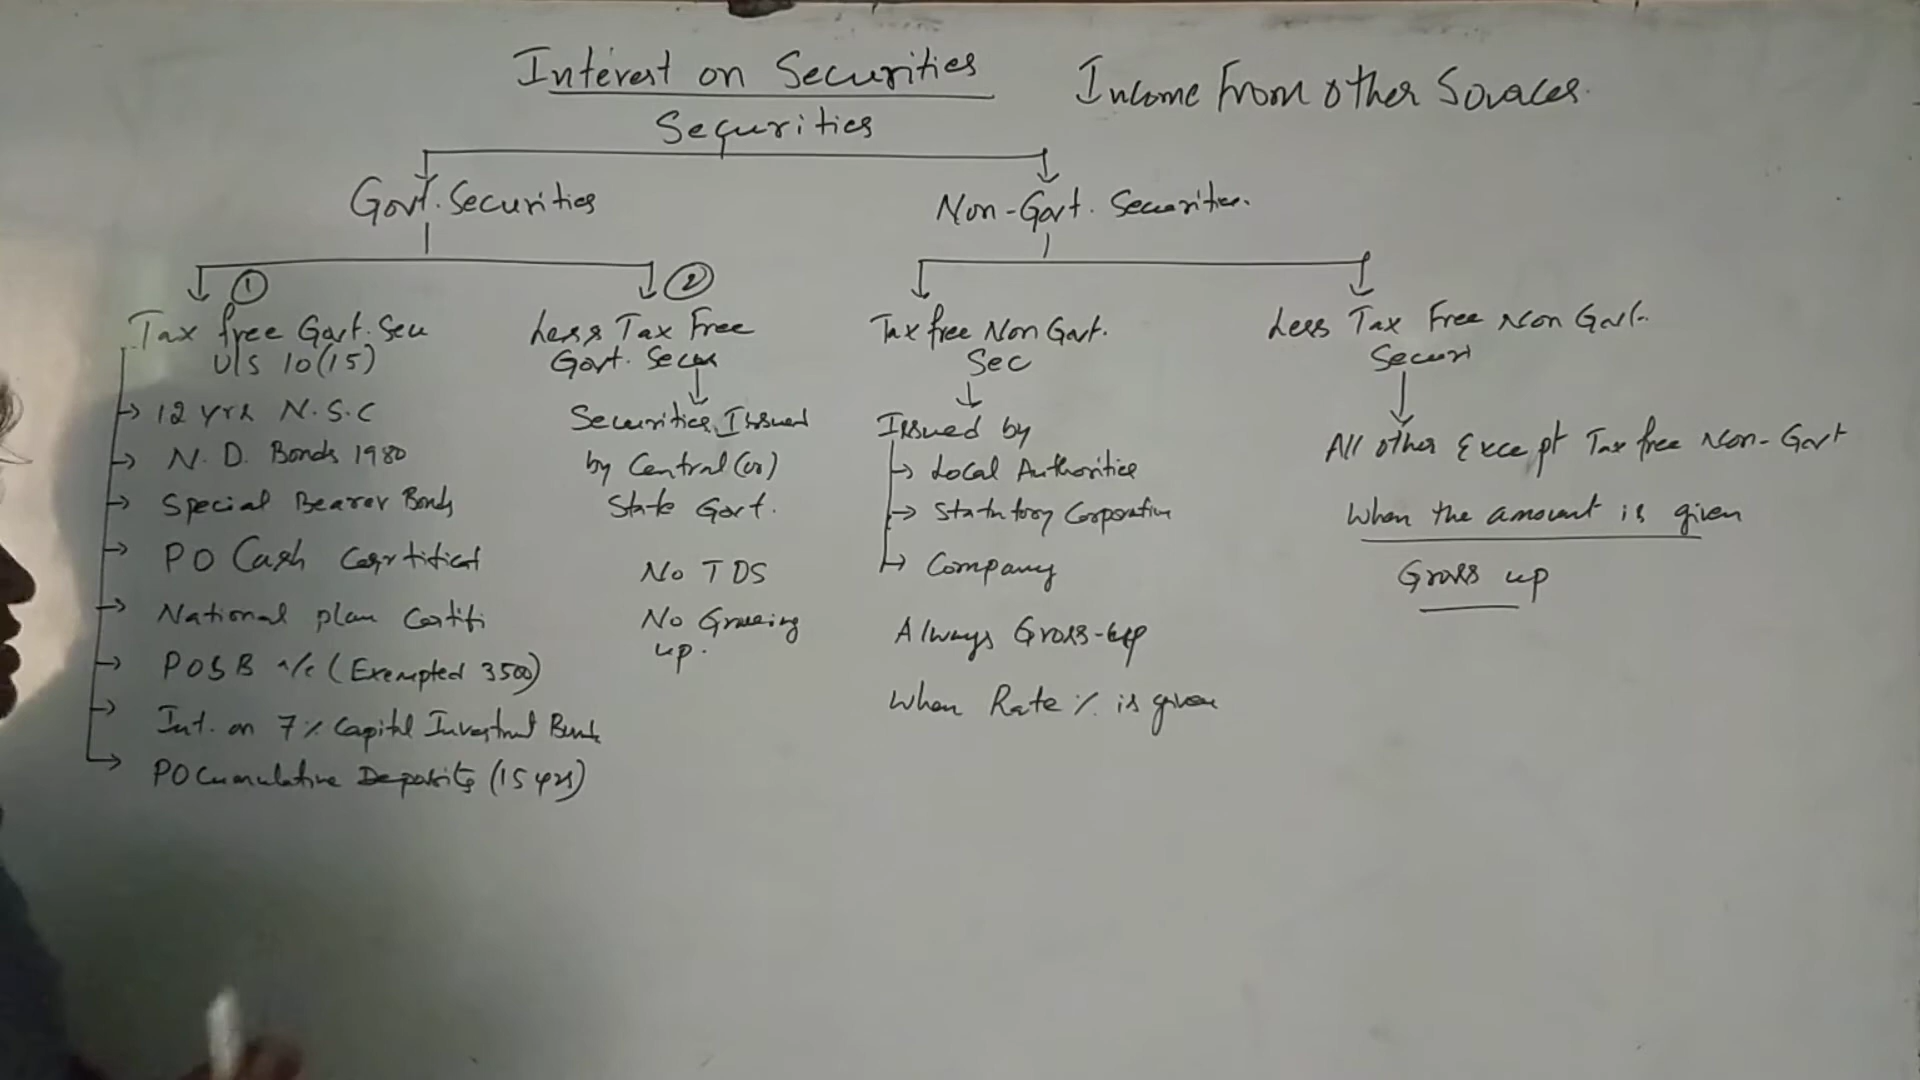 Interest on Securities
Income From other Sources.
Securities
Govt. Securities
Non-Govt. Securities.
①
Tax free Govt. Sec
U/S 10(15)
→ 12 yrs N.S.C
→ N.D. Bonds 1980
→ Special Bearer Bonds
→ PO Cash Certificat
→ National plan Certifi
→ POSB a/c (Exempted 3500)
→ Int. on 7% Capital Investment Bond
→ PO Cumulative Deposits (15 yrs)
②
Less Tax Free
Govt. Secu
Securities Issued
by Central (or)
State Govt.
No TDS
No Grossing
up.
Tax free Non Govt.
Sec
Issued by
→ Local Authorities
→ Statutory Corporation
→ Company
Always Gross-up
When Rate % is given
Less Tax Free Non Govt.
Securi
All other Except Tax free Non-Govt
When the amount is given
Gross up